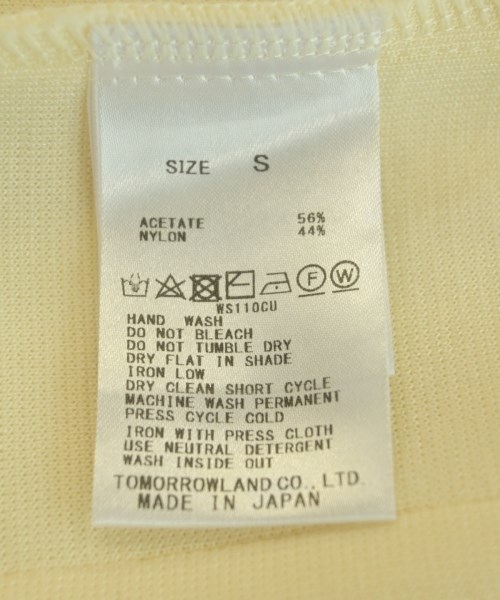 SIZE S
ACETATE 56%
NYLON 44%
F W
WS110CU
HAND WASH
DO NOT BLEACH
DO NOT TUMBLE DRY
DRY FLAT IN SHADE
IRON LOW
DRY CLEAN SHORT CYCLE
MACHINE WASH PERMANENT
PRESS CYCLE COLD
IRON WITH PRESS CLOTH
USE NEUTRAL DETERGENT
WASH INSIDE OUT
TOMORROWLAND CO., LTD.
MADE IN JAPAN